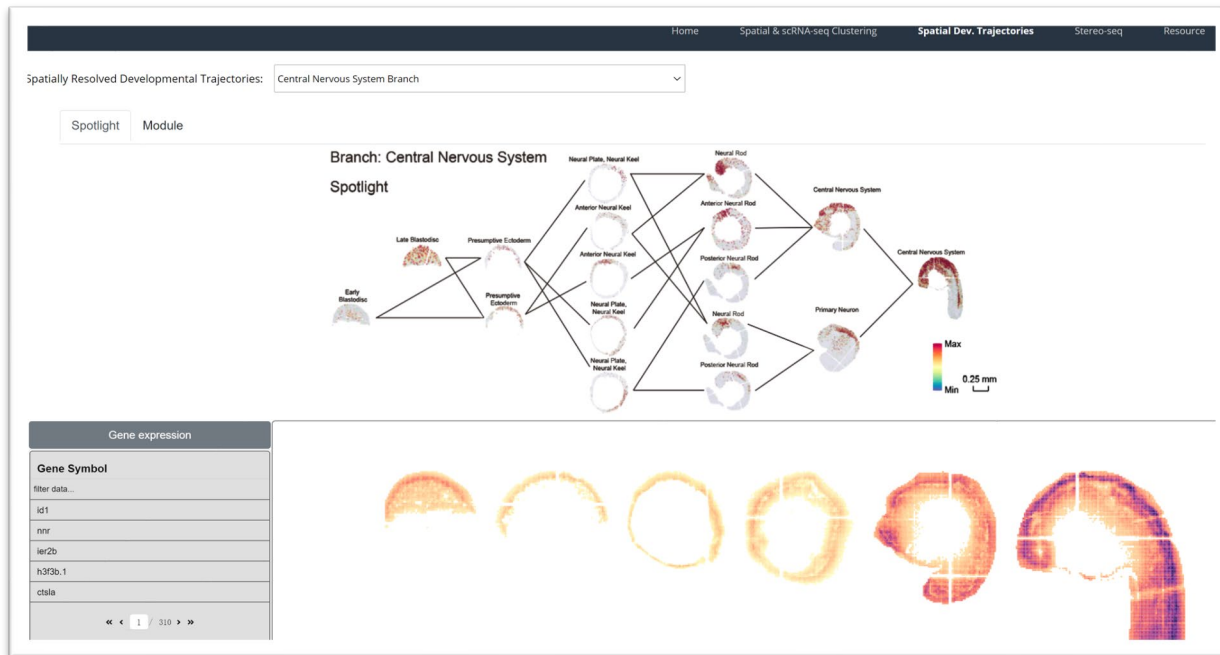 Home Spatial & scRNA-seq Clustering Spatial Dev. Trajectories Stereo-seq Resource
Spatially Resolved Developmental Trajectories: Central Nervous System Branch
Spotlight Module
Branch: Central Nervous System
Spotlight
Neural Plate, Neural Keel
Neural Rod
Central Nervous System
Anterior Neural Keel
Anterior Neural Rod
Late Blastodisc
Presumptive Ectoderm
Anterior Neural Keel
Posterior Neural Rod
Central Nervous System
Early
Blastodisc
Presumptive
Ectoderm
Neural Plate,
Neural Keel
Neural Rod
Primary Neuron
Neural Plate,
Neural Keel
Posterior Neural Rod
Max
Min
0.25 mm
Gene expression
Gene Symbol
filter data...
id1
nnr
ier2b
h3f3b.1
ctsla
« ‹ 1 / 310 › »